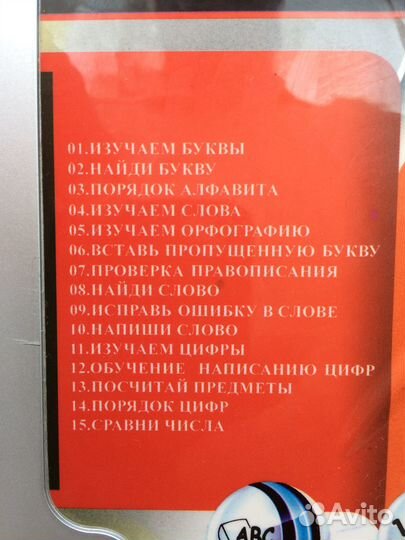 01.ИЗУЧАЕМ БУКВЫ
02.НАЙДИ БУКВУ
03.ПОРЯДОК АЛФАВИТА
04.ИЗУЧАЕМ СЛОВА
05.ИЗУЧАЕМ ОРФОГРАФИЮ
06.ВСТАВЬ ПРОПУЩЕННУЮ БУКВУ
07.ПРОВЕРКА ПРАВОПИСАНИЯ
08.НАЙДИ СЛОВО
09.ИСПРАВЬ ОШИБКУ В СЛОВЕ
10.НАПИШИ СЛОВО
11.ИЗУЧАЕМ ЦИФРЫ
12.ОБУЧЕНИЕ НАПИСАНИЮ ЦИФР
13.ПОСЧИТАЙ ПРЕДМЕТЫ
14.ПОРЯДОК ЦИФР
15.СРАВНИ ЧИСЛА
ABC
Avito